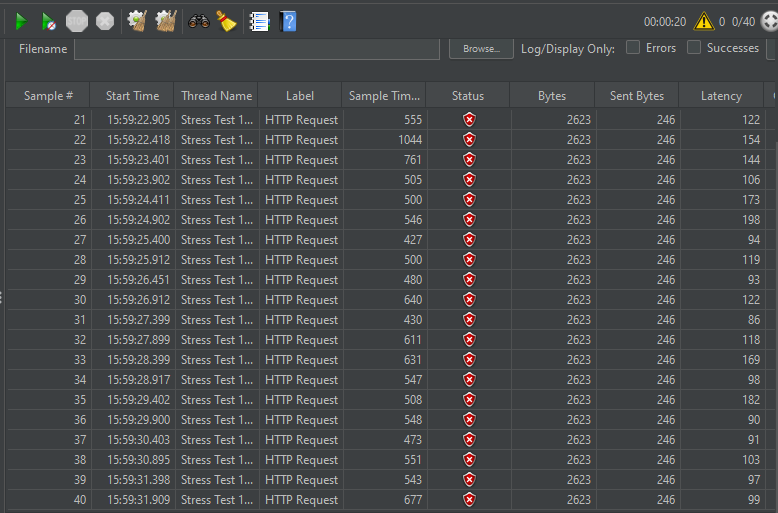 00:00:20 0 0/40
Filename Browse... Log/Display Only: Errors Successes
Sample # Start Time Thread Name Label Sample Tim... Status Bytes Sent Bytes Latency
21 15:59:22.905 Stress Test 1... HTTP Request 555 2623 246 122
22 15:59:22.418 Stress Test 1... HTTP Request 1044 2623 246 154
23 15:59:23.401 Stress Test 1... HTTP Request 761 2623 246 144
24 15:59:23.902 Stress Test 1... HTTP Request 505 2623 246 106
25 15:59:24.411 Stress Test 1... HTTP Request 500 2623 246 173
26 15:59:24.902 Stress Test 1... HTTP Request 546 2623 246 198
27 15:59:25.400 Stress Test 1... HTTP Request 427 2623 246 94
28 15:59:25.912 Stress Test 1... HTTP Request 500 2623 246 119
29 15:59:26.451 Stress Test 1... HTTP Request 480 2623 246 93
30 15:59:26.912 Stress Test 1... HTTP Request 640 2623 246 122
31 15:59:27.399 Stress Test 1... HTTP Request 430 2623 246 86
32 15:59:27.899 Stress Test 1... HTTP Request 611 2623 246 118
33 15:59:28.399 Stress Test 1... HTTP Request 631 2623 246 169
34 15:59:28.917 Stress Test 1... HTTP Request 547 2623 246 98
35 15:59:29.402 Stress Test 1... HTTP Request 508 2623 246 182
36 15:59:29.900 Stress Test 1... HTTP Request 548 2623 246 90
37 15:59:30.403 Stress Test 1... HTTP Request 473 2623 246 91
38 15:59:30.895 Stress Test 1... HTTP Request 551 2623 246 103
39 15:59:31.398 Stress Test 1... HTTP Request 543 2623 246 97
40 15:59:31.909 Stress Test 1... HTTP Request 677 2623 246 99